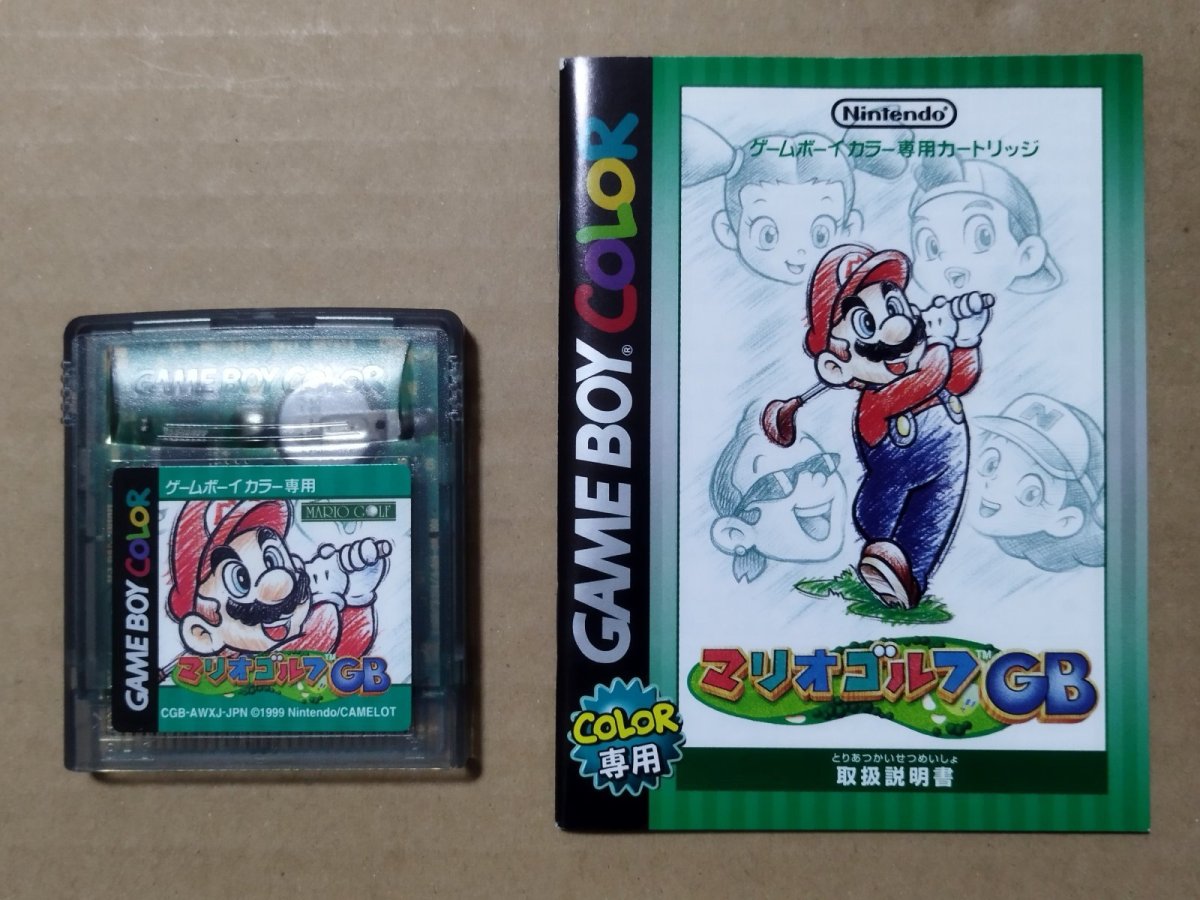 GAME BOY COLOR
ゲームボーイカラー専用
MARIO GOLF
GAME BOY COLOR
マリオゴルフ™GB
CGB-AWXJ-JPN ©1999 Nintendo/CAMELOT
Nintendo®
ゲームボーイカラー専用カートリッジ
GAME BOY® COLOR
M
N
マリオゴルフ™GB
COLOR
専用
とりあつかいせつめいしょ
取扱説明書